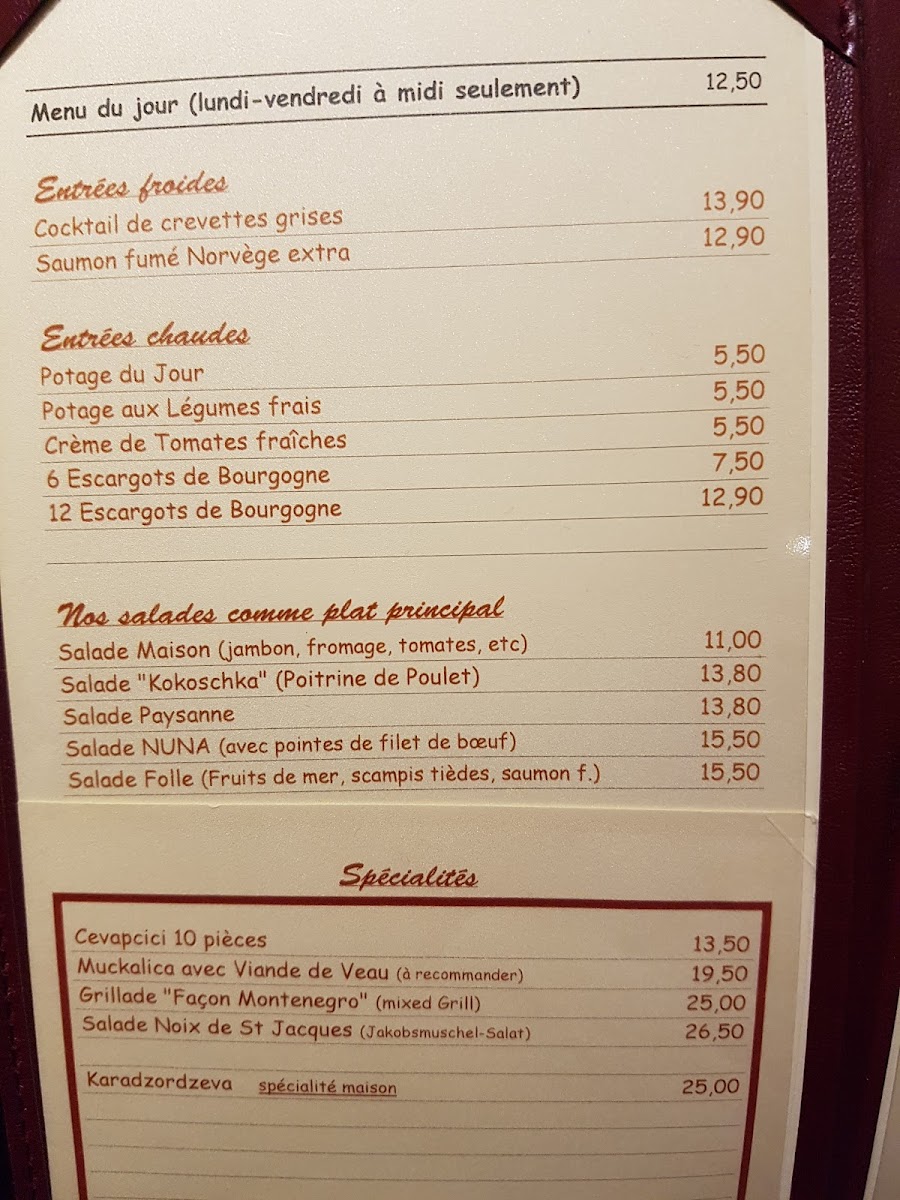 Menu du jour (lundi-vendredi à midi seulement) 12,50
Entrées froides
Cocktail de crevettes grises 13,90
Saumon fumé Norvège extra 12,90
Entrées chaudes
Potage du Jour 5,50
Potage aux Légumes frais 5,50
Crème de Tomates fraîches 5,50
6 Escargots de Bourgogne 7,50
12 Escargots de Bourgogne 12,90
Nos salades comme plat principal
Salade Maison (jambon, fromage, tomates, etc) 11,00
Salade "Kokoschka" (Poitrine de Poulet) 13,80
Salade Paysanne 13,80
Salade NUNA (avec pointes de filet de bœuf) 15,50
Salade Folle (Fruits de mer, scampis tièdes, saumon f.) 15,50
Spécialités
Cevapcici 10 pièces 13,50
Muckalica avec Viande de Veau (à recommander) 19,50
Grillade "Façon Montenegro" (mixed Grill) 25,00
Salade Noix de St Jacques (Jakobsmuschel-Salat) 26,50
Karadzordzeva spécialité maison 25,00